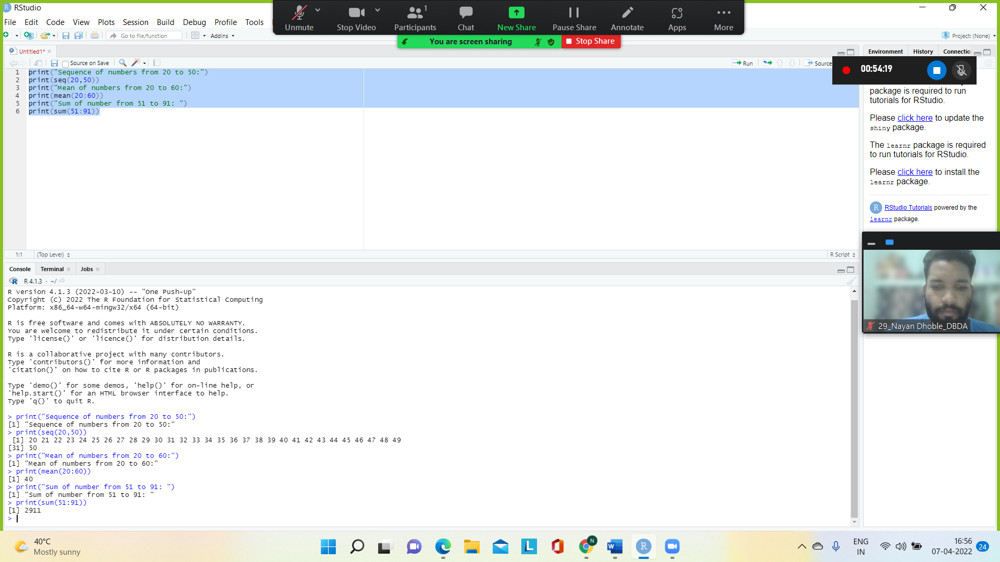 RStudio
File Edit Code View Plots Session Build Debug Profile Tools
Unmute Stop Video Participants 1 Chat New Share Pause Share Annotate Apps More
You are screen sharing Stop Share
Go to file/function Addins Project: (None)
Untitled1*
Source on Save Run Source
1 print("Sequence of numbers from 20 to 50:")
2 print(seq(20,50))
3 print("Mean of numbers from 20 to 60:")
4 print(mean(20:60))
5 print("Sum of number from 51 to 91: ")
6 print(sum(51:91))
1:1 (Top Level) R Script
Environment History Connectio
00:54:19
package is required to run
tutorials for RStudio.
Please click here to update the
shiny package.
The learnr package is required
to run tutorials for RStudio.
Please click here to install the
learnr package.
RStudio Tutorials powered by the
learnr package.
29_Nayan Dhoble_DBDA
Console Terminal Jobs
R 4.1.3 · ~/
R version 4.1.3 (2022-03-10) -- "One Push-Up"
Copyright (C) 2022 The R Foundation for Statistical Computing
Platform: x86_64-w64-mingw32/x64 (64-bit)
R is free software and comes with ABSOLUTELY NO WARRANTY.
You are welcome to redistribute it under certain conditions.
Type 'license()' or 'licence()' for distribution details.
R is a collaborative project with many contributors.
Type 'contributors()' for more information and
'citation()' on how to cite R or R packages in publications.
Type 'demo()' for some demos, 'help()' for on-line help, or
'help.start()' for an HTML browser interface to help.
Type 'q()' to quit R.
> print("Sequence of numbers from 20 to 50:")
[1] "Sequence of numbers from 20 to 50:"
> print(seq(20,50))
[1] 20 21 22 23 24 25 26 27 28 29 30 31 32 33 34 35 36 37 38 39 40 41 42 43 44 45 46 47 48 49
[31] 50
> print("Mean of numbers from 20 to 60:")
[1] "Mean of numbers from 20 to 60:"
> print(mean(20:60))
[1] 40
> print("Sum of number from 51 to 91: ")
[1] "Sum of number from 51 to 91: "
> print(sum(51:91))
[1] 2911
>
40°C
Mostly sunny
ENG
IN
16:56
07-04-2022
24